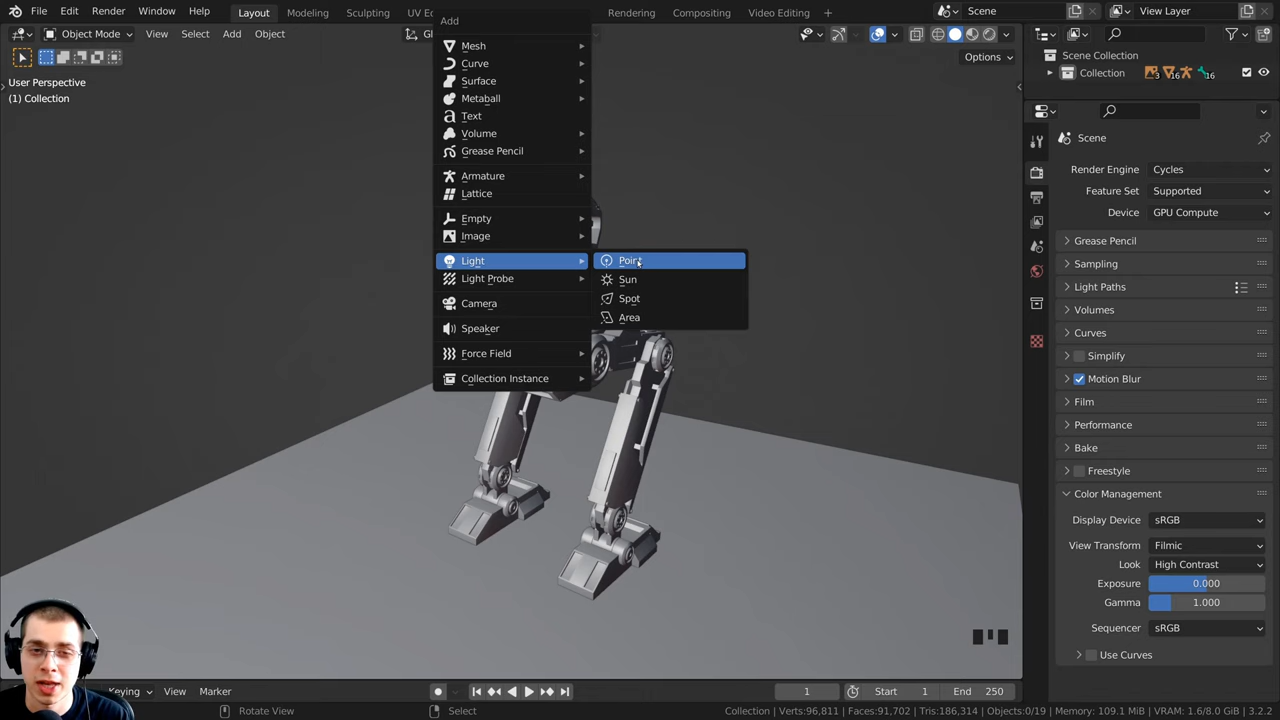 File Edit Render Window Help Layout Modeling Sculpting UV E Rendering Compositing Video Editing + Scene View Layer
Object Mode View Select Add Object Gl Options
User Perspective
(1) Collection
Add
Mesh
Curve
Surface
Metaball
Text
Volume
Grease Pencil
Armature
Lattice
Empty
Image
Light
Light Probe
Camera
Speaker
Force Field
Collection Instance
Point
Sun
Spot
Area
Scene Collection
Collection 3 16 16
Scene
Render Engine Cycles
Feature Set Supported
Device GPU Compute
Grease Pencil
Sampling
Light Paths
Volumes
Curves
Simplify
Motion Blur
Film
Performance
Bake
Freestyle
Color Management
Display Device sRGB
View Transform Filmic
Look High Contrast
Exposure 0.000
Gamma 1.000
Sequencer sRGB
Use Curves
Keying View Marker 1 Start 1 End 250
Rotate View Select Collection | Verts:96,811 | Faces:91,702 | Tris:186,314 | Objects:0/19 | Memory: 109.1 MiB | VRAM: 1.6/8.0 GiB | 3.2.2